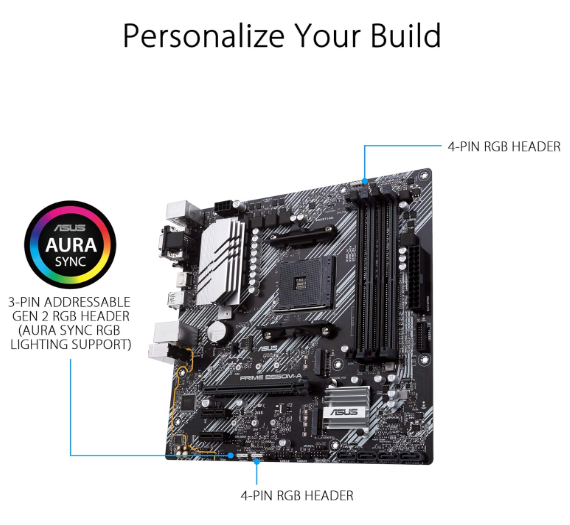 Personalize Your Build
4-PIN RGB HEADER
ASUS
AURA
SYNC
3-PIN ADDRESSABLE
GEN 2 RGB HEADER
(AURA SYNC RGB
LIGHTING SUPPORT)
ASUS
PRIME B550M-A
ASUS
4-PIN RGB HEADER